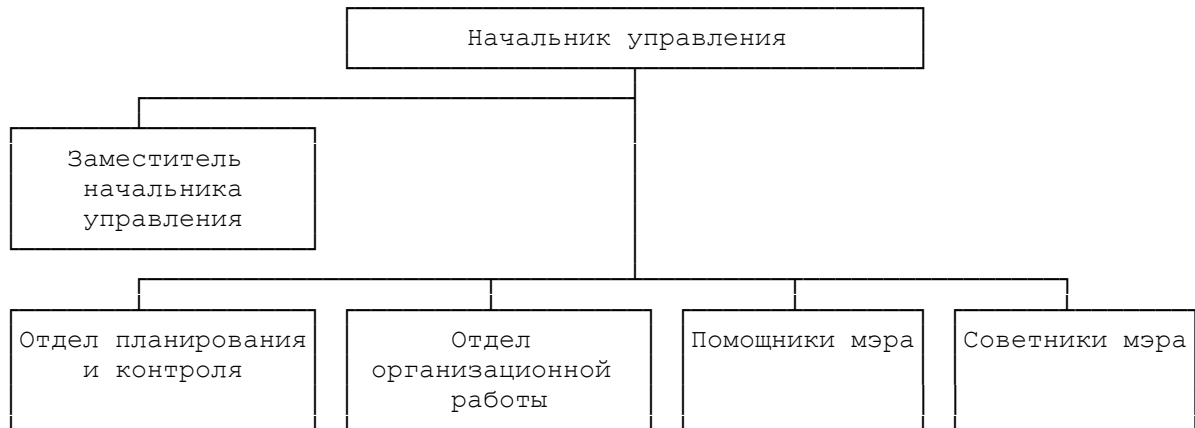 Начальник управления
Заместитель
начальника
управления
Отдел планирования
и контроля
Отдел
организационной
работы
Помощники мэра
Советники мэра